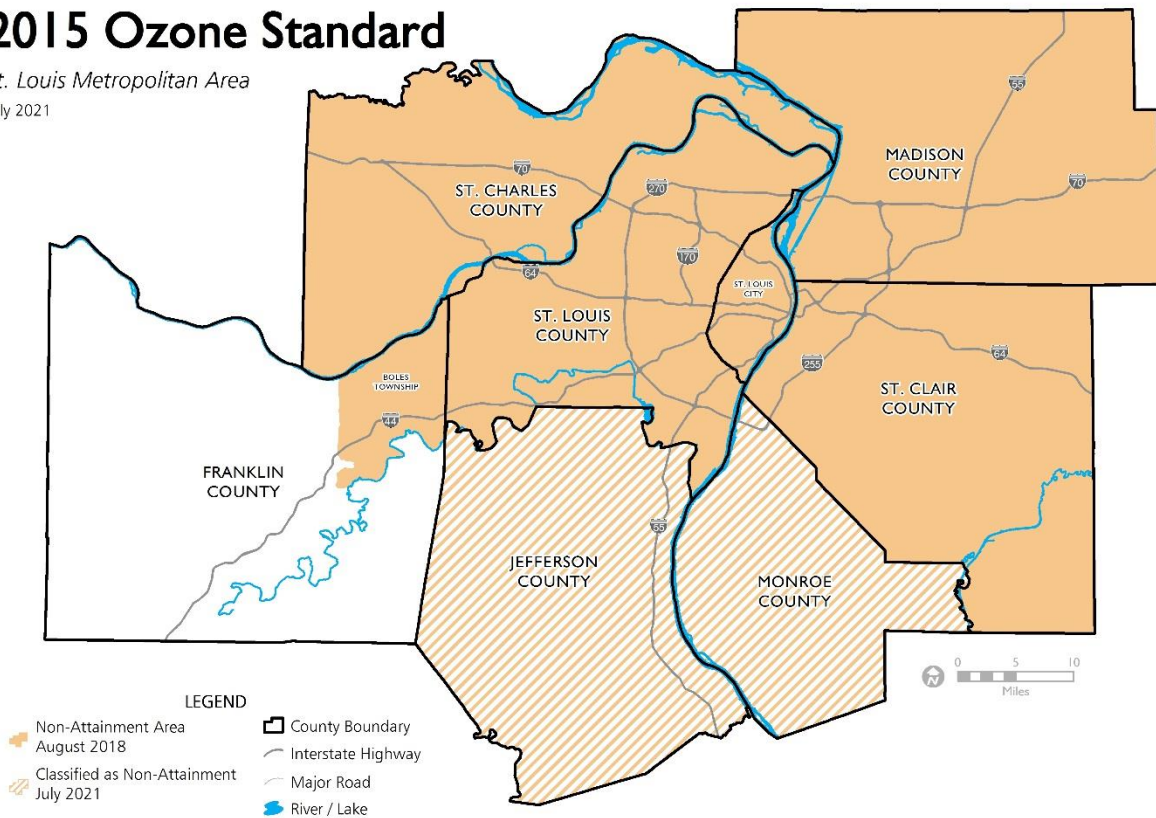 2015 Ozone Standard
t. Louis Metropolitan Area
ly 2021
55
MADISON
COUNTY
70
70
ST. CHARLES
COUNTY
270
170
64
ST. LOUIS
CITY
ST. LOUIS
COUNTY
255
64
BOLES
TOWNSHIP
ST. CLAIR
COUNTY
44
FRANKLIN
COUNTY
55
JEFFERSON
COUNTY
MONROE
COUNTY
N
0 5 10
Miles
LEGEND
Non-Attainment Area
August 2018
Classified as Non-Attainment
July 2021
County Boundary
Interstate Highway
Major Road
River / Lake